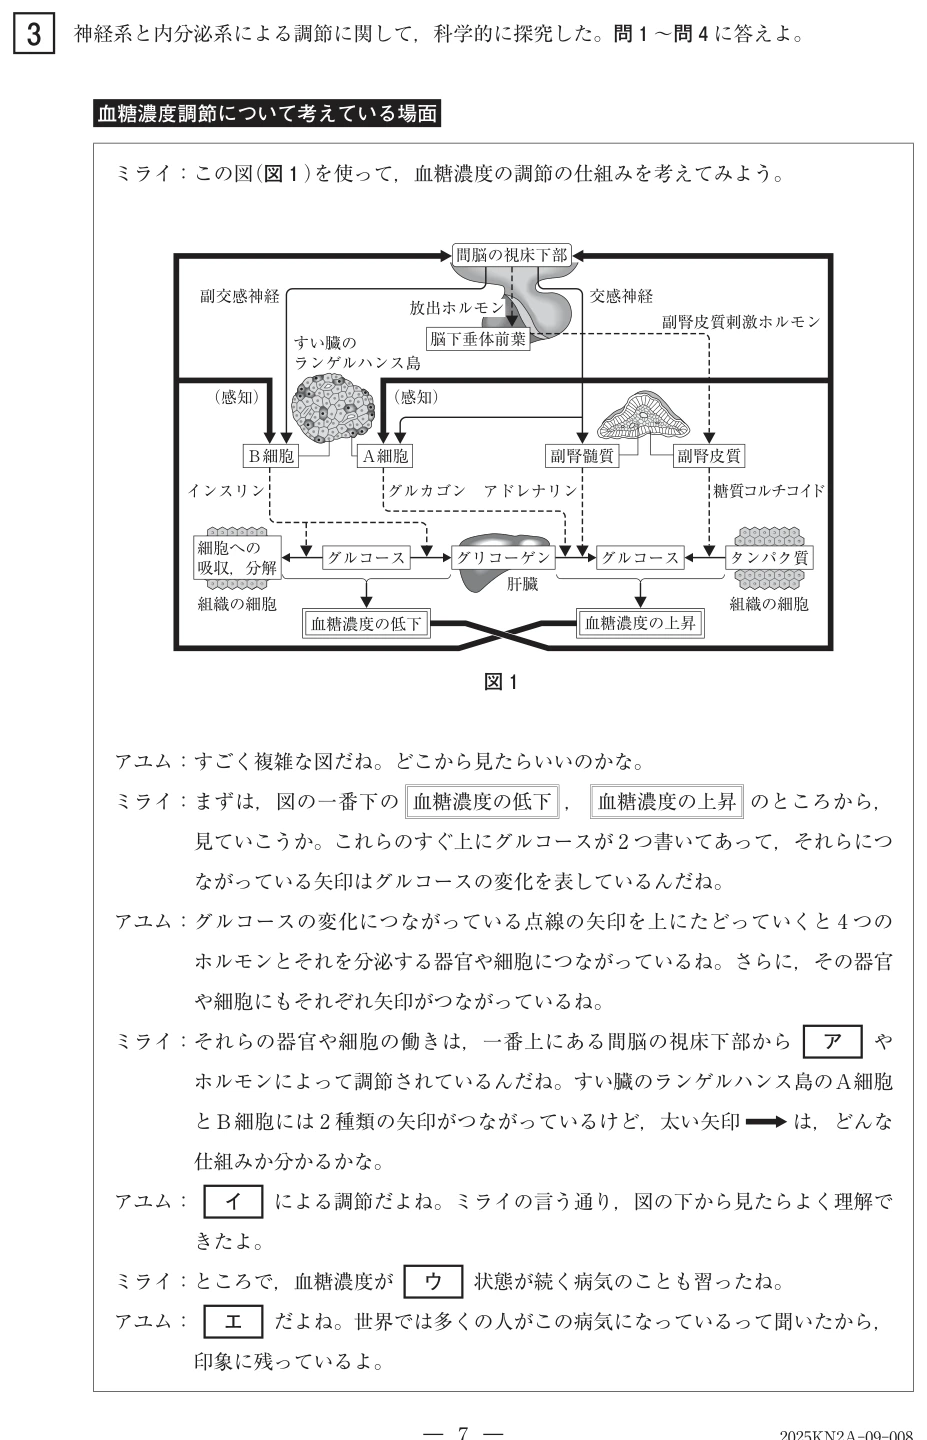 3 神経系と内分泌系による調節に関して，科学的に探究した。問1～問4に答えよ。
血糖濃度調節について考えている場面
ミライ：この図(図1)を使って，血糖濃度の調節の仕組みを考えてみよう。
間脳の視床下部
副交感神経
交感神経
放出ホルモン
副腎皮質刺激ホルモン
脳下垂体前葉
すい臓の
ランゲルハンス島
(感知)
(感知)
B細胞
A細胞
副腎髄質
副腎皮質
インスリン
グルカゴン
アドレナリン
糖質コルチコイド
細胞への
吸収，分解
グルコース
グリコーゲン
グルコース
タンパク質
組織の細胞
肝臓
組織の細胞
血糖濃度の低下
血糖濃度の上昇
図1
アユム：すごく複雑な図だね。どこから見たらいいのかな。
ミライ：まずは，図の一番下の 血糖濃度の低下 ， 血糖濃度の上昇 のところから，
見ていこうか。これらのすぐ上にグルコースが2つ書いてあって，それらにつ
ながっている矢印はグルコースの変化を表しているんだね。
アユム：グルコースの変化につながっている点線の矢印を上にたどっていくと4つの
ホルモンとそれを分泌する器官や細胞につながっているね。さらに，その器官
や細胞にもそれぞれ矢印がつながっているね。
ミライ：それらの器官や細胞の働きは，一番上にある間脳の視床下部から ア や
ホルモンによって調節されているんだね。すい臓のランゲルハンス島のA細胞
とB細胞には2種類の矢印がつながっているけど，太い矢印 は，どんな
仕組みか分かるかな。
アユム： イ による調節だよね。ミライの言う通り，図の下から見たらよく理解で
きたよ。
ミライ：ところで，血糖濃度が ウ 状態が続く病気のことも習ったね。
アユム： エ だよね。世界では多くの人がこの病気になっているって聞いたから，
印象に残っているよ。
— 7 —
2025KN2A-09-008